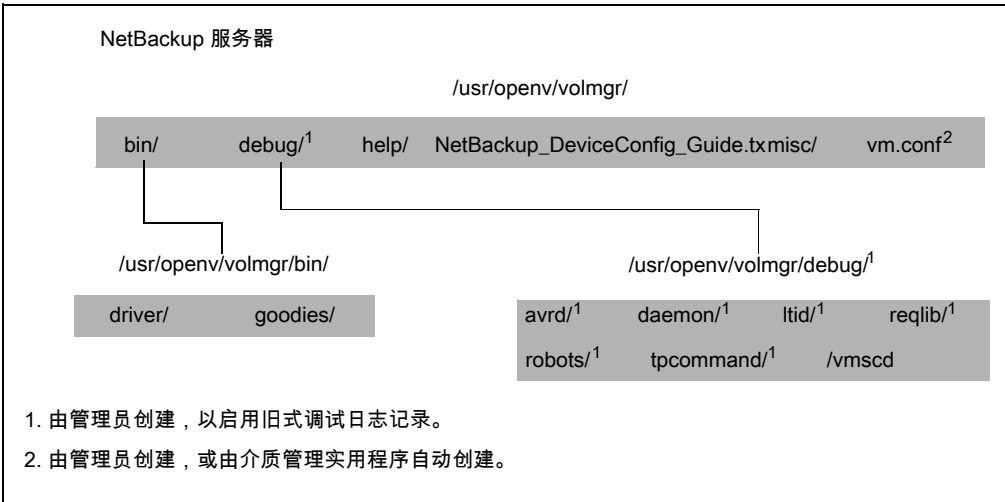 NetBackup 服务器
/usr/openv/volmgr/
bin/ debug/1 help/ NetBackup_DeviceConfig_Guide.txmisc/ vm.conf2
/usr/openv/volmgr/bin/ /usr/openv/volmgr/debug/1
driver/ goodies/ avrd/1 daemon/1 ltid/1 reqlib/1
robots/1 tpcommand/1 /vmscd
1. 由管理员创建，以启用旧式调试日志记录。
2. 由管理员创建，或由介质管理实用程序自动创建。